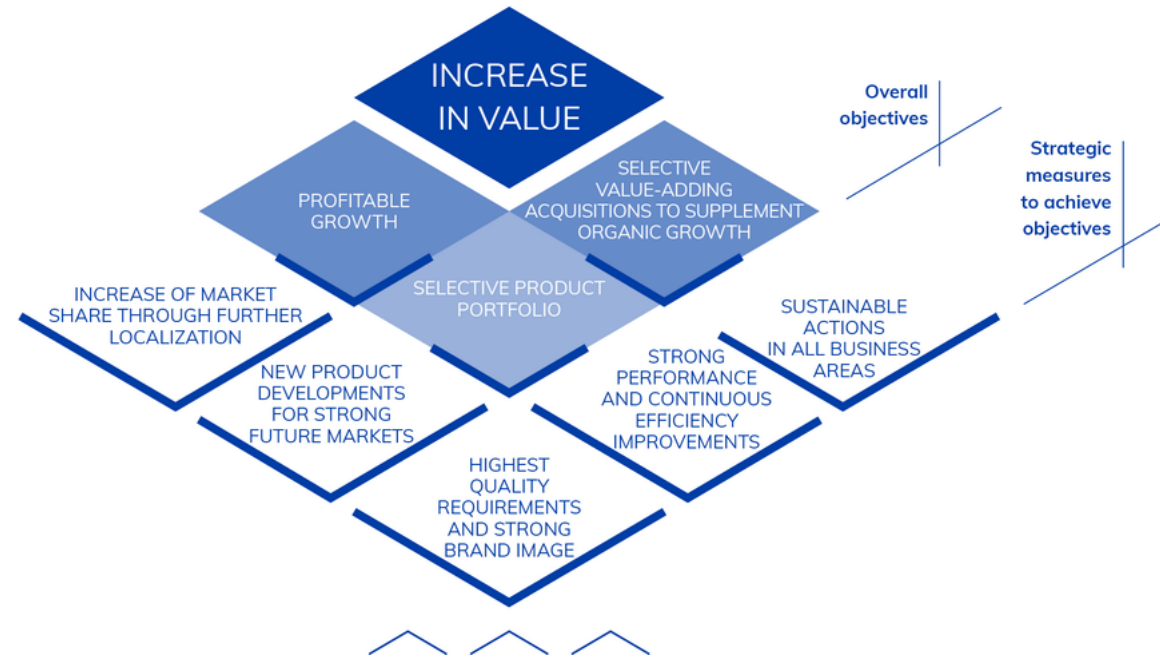 INCREASE
IN VALUE
Overall
objectives
Strategic
measures
to achieve
objectives
PROFITABLE
GROWTH
SELECTIVE
VALUE-ADDING
ACQUISITIONS TO SUPPLEMENT
ORGANIC GROWTH
SELECTIVE PRODUCT
PORTFOLIO
INCREASE OF MARKET
SHARE THROUGH FURTHER
LOCALIZATION
NEW PRODUCT
DEVELOPMENTS
FOR STRONG
FUTURE MARKETS
HIGHEST
QUALITY
REQUIREMENTS
AND STRONG
BRAND IMAGE
STRONG
PERFORMANCE
AND CONTINUOUS
EFFICIENCY
IMPROVEMENTS
SUSTAINABLE
ACTIONS
IN ALL BUSINESS
AREAS